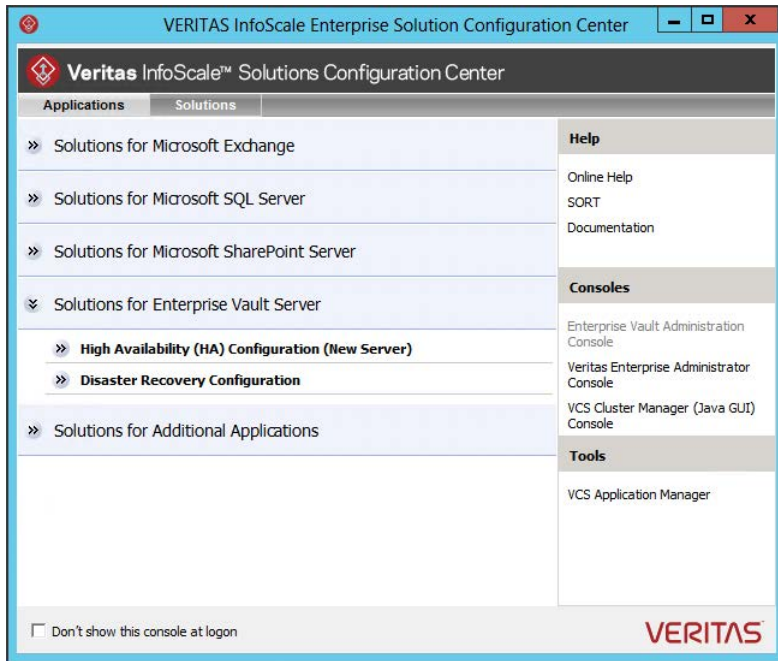 VERITAS InfoScale Enterprise Solution Configuration Center
Veritas InfoScale™ Solutions Configuration Center
Applications
Solutions
Solutions for Microsoft Exchange
Solutions for Microsoft SQL Server
Solutions for Microsoft SharePoint Server
Solutions for Enterprise Vault Server
High Availability (HA) Configuration (New Server)
Disaster Recovery Configuration
Solutions for Additional Applications
Help
Online Help
SORT
Documentation
Consoles
Enterprise Vault Administration
Console
Veritas Enterprise Administrator
Console
VCS Cluster Manager (Java GUI)
Console
Tools
VCS Application Manager
Don't show this console at logon
VERITAS